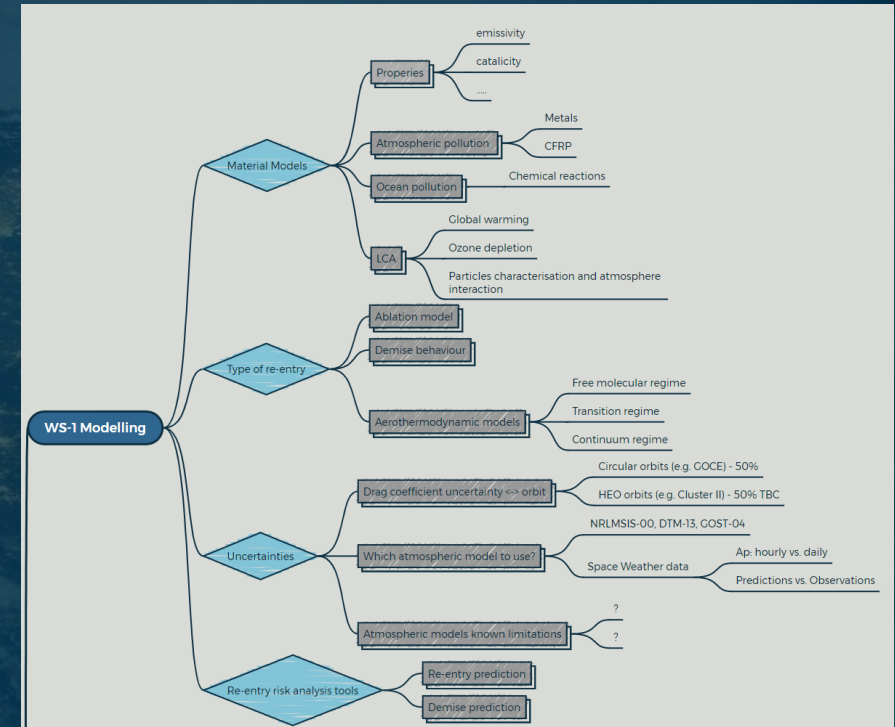 emissivity
catalicity
Properies
.....
Metals
Atmospheric pollution
CFRP
Material Models
Chemical reactions
Ocean pollution
Global warming
Ozone depletion
LCA
Particles characterisation and atmosphere
interaction
Ablation model
Demise behaviour
Type of re-entry
Free molecular regime
Transition regime
Aerothermodynamic models
Continuum regime
WS-1 Modelling
Circular orbits (e.g. GOCE) - 50%
Drag coefficient uncertainty <-> orbit
HEO orbits (e.g. Cluster II) - 50% TBC
NRLMSIS-00, DTM-13, GOST-04
Uncertainties
Which atmospheric model to use?
Ap: hourly vs. daily
Space Weather data
Predictions vs. Observations
?
Atmospheric models known limitations
?
Re-entry prediction
Re-entry risk analysis tools
Demise prediction